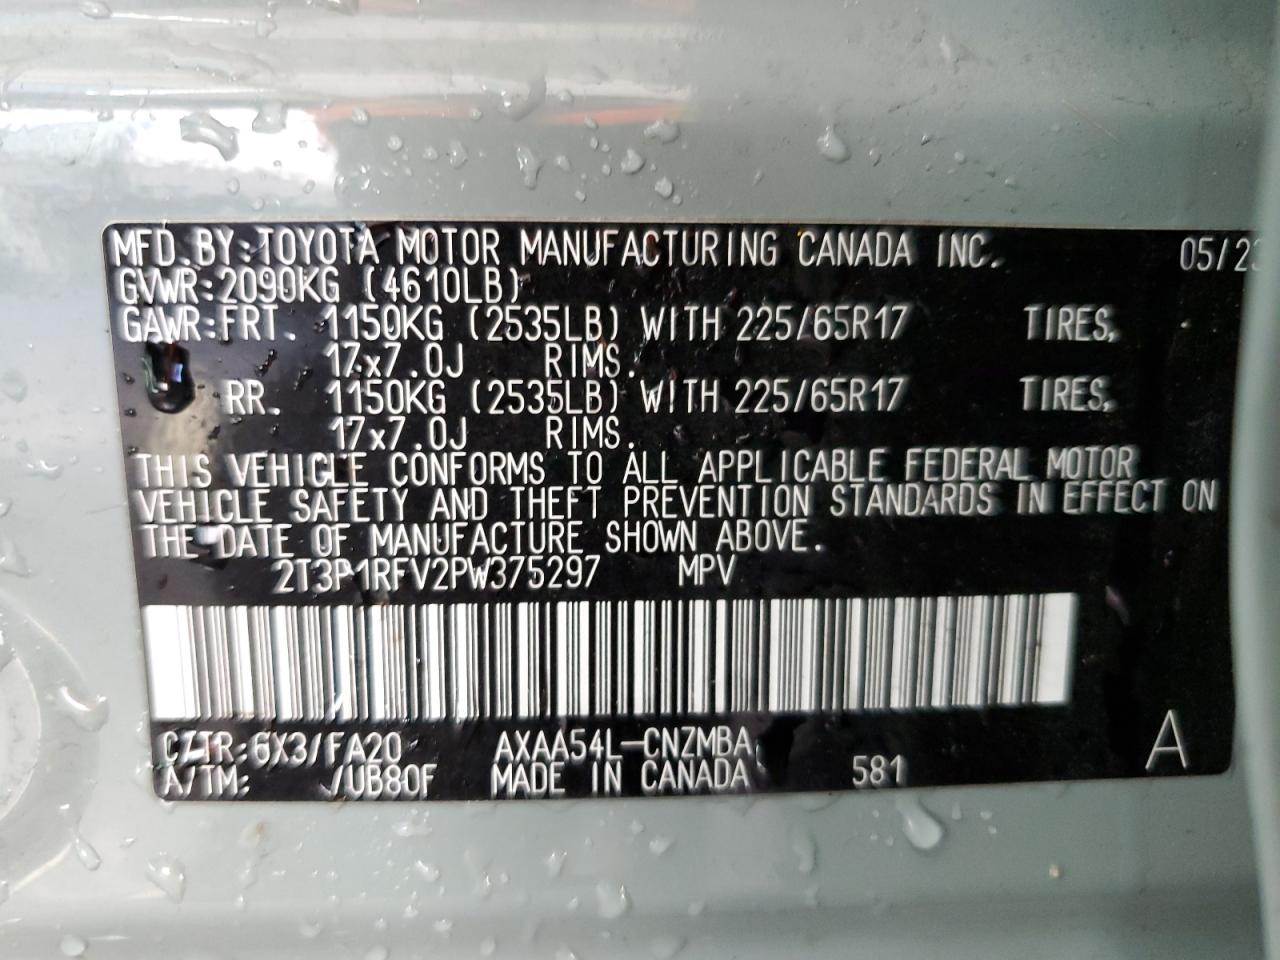 MFD. BY: TOYOTA MOTOR MANUFACTURING CANADA INC. 05/23
GVWR: 2090KG (4610LB)
GAWR: FRT. 1150KG (2535LB) WITH 225/65R17 TIRES,
17x7.0J RIMS.
RR. 1150KG (2535LB) WITH 225/65R17 TIRES,
17x7.0J RIMS.
THIS VEHICLE CONFORMS TO ALL APPLICABLE FEDERAL MOTOR
VEHICLE SAFETY AND THEFT PREVENTION STANDARDS IN EFFECT ON
THE DATE OF MANUFACTURE SHOWN ABOVE.
2T3P1RFV2PW375297 MPV
C/TR: 6X3/FA20 AXAA54L-CNZMBA
A/TM: /UB80F MADE IN CANADA 581 A